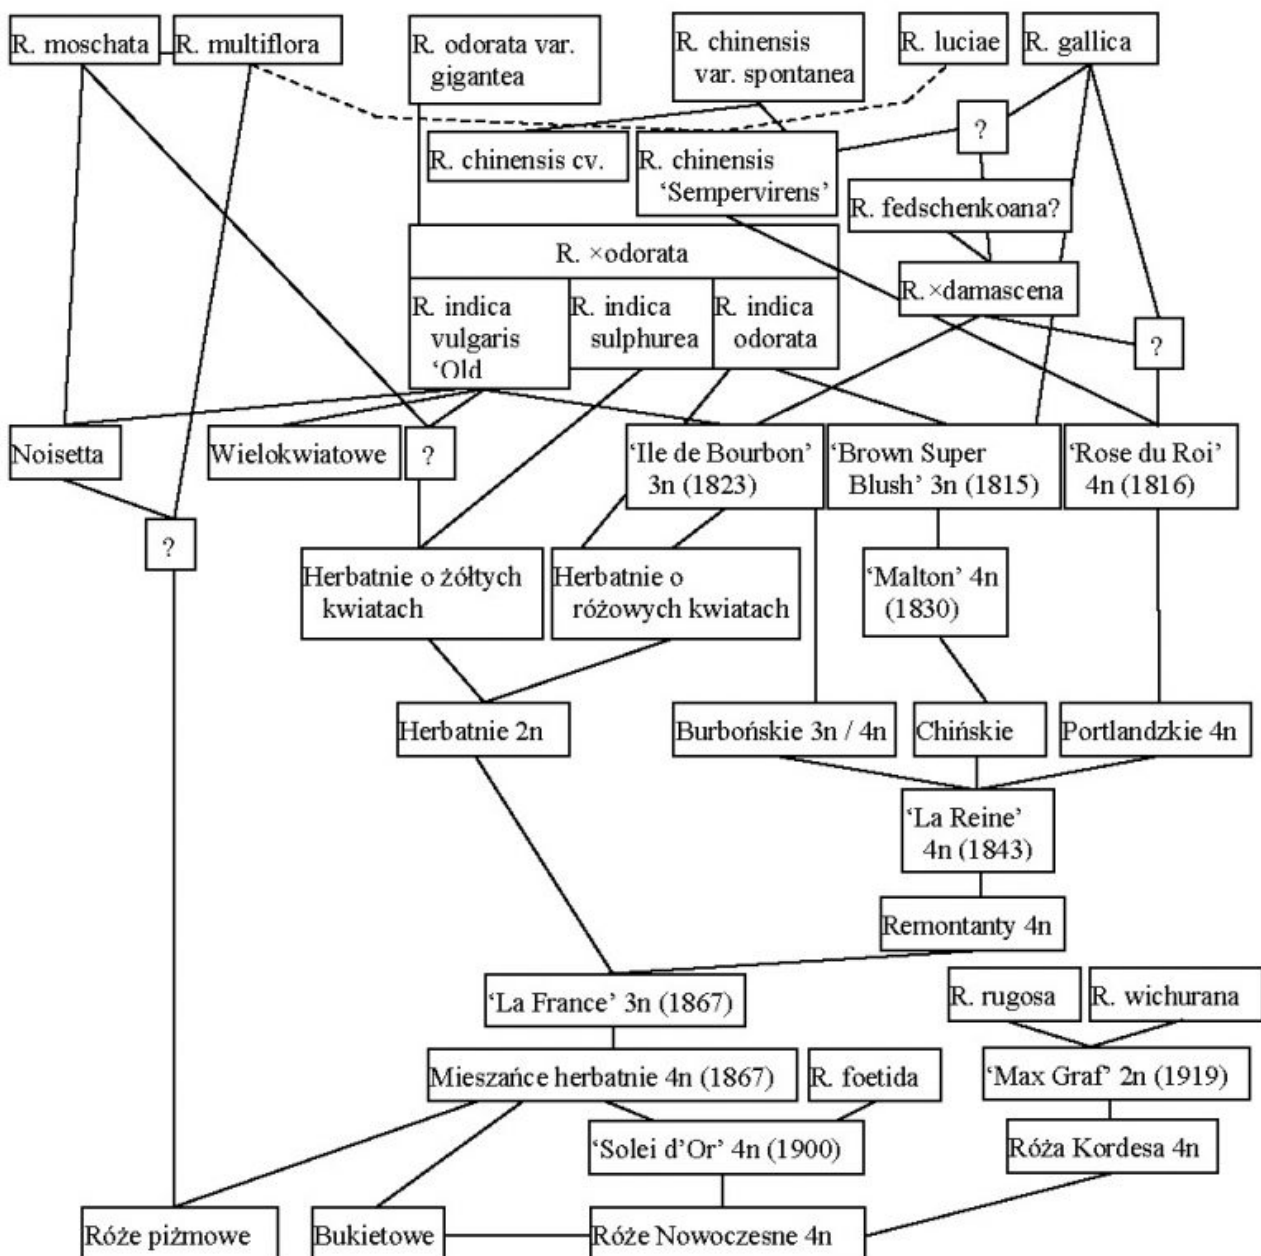 R. moschata
R. multiflora
R. odorata var.
gigantea
R. chinensis
var. spontanea
R. luciae
R. gallica
?
R. chinensis cv.
R. chinensis
‘Sempervirens’
R. fedschenkoana?
R. ×odorata
R.×damascena
R. indica
vulgaris
‘Old
R. indica
sulphurea
R. indica
odorata
?
Noisetta
Wielokwiatowe
?
‘Ile de Bourbon’
3n (1823)
‘Brown Super
Blush’ 3n (1815)
‘Rose du Roi’
4n (1816)
?
Herbatnie o żółtych
kwiatach
Herbatnie o
różowych kwiatach
‘Malton’ 4n
(1830)
Herbatnie 2n
Burbońskie 3n / 4n
Chińskie
Portlandzkie 4n
‘La Reine’
4n (1843)
Remontanty 4n
‘La France’ 3n (1867)
R. rugosa
R. wichurana
Mieszańce herbatnie 4n (1867)
R. foetida
‘Max Graf’ 2n (1919)
‘Solei d’Or’ 4n (1900)
Róża Kordesa 4n
Róże piżmowe
Bukietowe
Róże Nowoczesne 4n